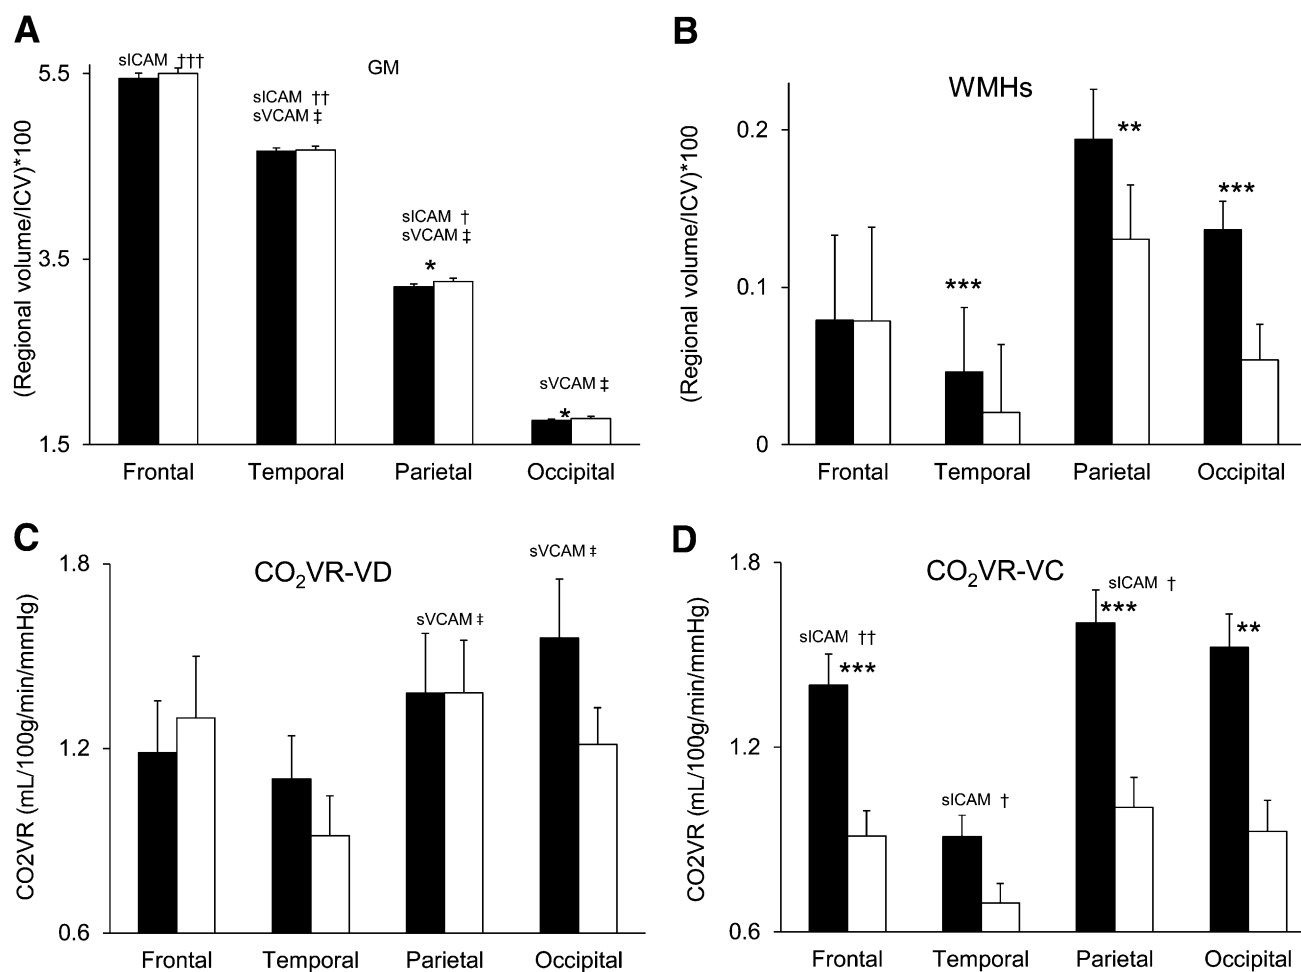 A
GM
(Regional volume/ICV)*100
5.5
3.5
1.5
sICAM †††
sICAM ††
sVCAM ‡
sICAM †
sVCAM ‡
*
sVCAM ‡
*
Frontal Temporal Parietal Occipital
B
WMHs
(Regional volume/ICV)*100
0.2
0.1
0
***
**
***
Frontal Temporal Parietal Occipital
C
CO₂VR-VD
CO2VR (mL/100g/min/mmHg)
1.8
1.2
0.6
sVCAM ‡
sVCAM ‡
Frontal Temporal Parietal Occipital
D
CO₂VR-VC
CO2VR (mL/100g/min/mmHg)
1.8
1.2
0.6
sICAM ††
***
sICAM †
sICAM †
***
**
Frontal Temporal Parietal Occipital